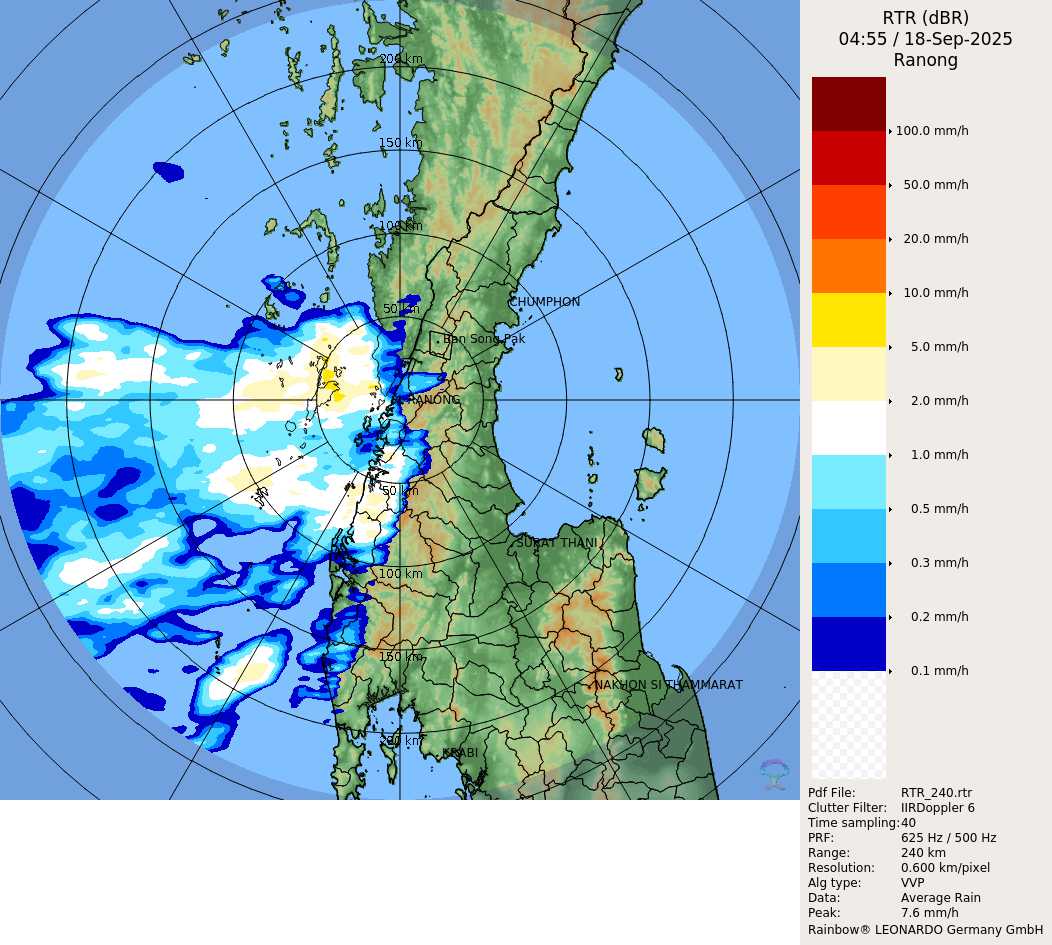 RTR (dBR)
04:55 / 18-Sep-2025
Ranong
100.0 mm/h
50.0 mm/h
20.0 mm/h
10.0 mm/h
5.0 mm/h
2.0 mm/h
1.0 mm/h
0.5 mm/h
0.3 mm/h
0.2 mm/h
0.1 mm/h
200 km
150 km
100 km
50 km
CHUMPHON
Ban Song Pak
RANONG
50 km
SURAT THANI
100 km
150 km
NAKHON SI THAMMARAT
200 km
KRABI
Pdf File: RTR_240.rtr
Clutter Filter: IIRDoppler 6
Time sampling: 40
PRF: 625 Hz / 500 Hz
Range: 240 km
Resolution: 0.600 km/pixel
Alg type: VVP
Data: Average Rain
Peak: 7.6 mm/h
Rainbow® LEONARDO Germany GmbH